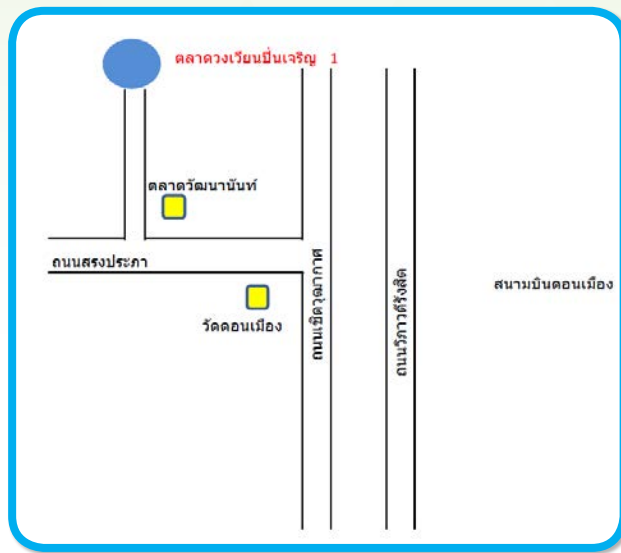 ตลาดวงเวียนปิ่นเจริญ 1
ตลาดวัฒนานันท์
ถนนสรงประภา
วัดดอนเมือง
ถนนเชิดวุฒากาศ
ถนนวิภาวดีรังสิต
สนามบินดอนเมือง